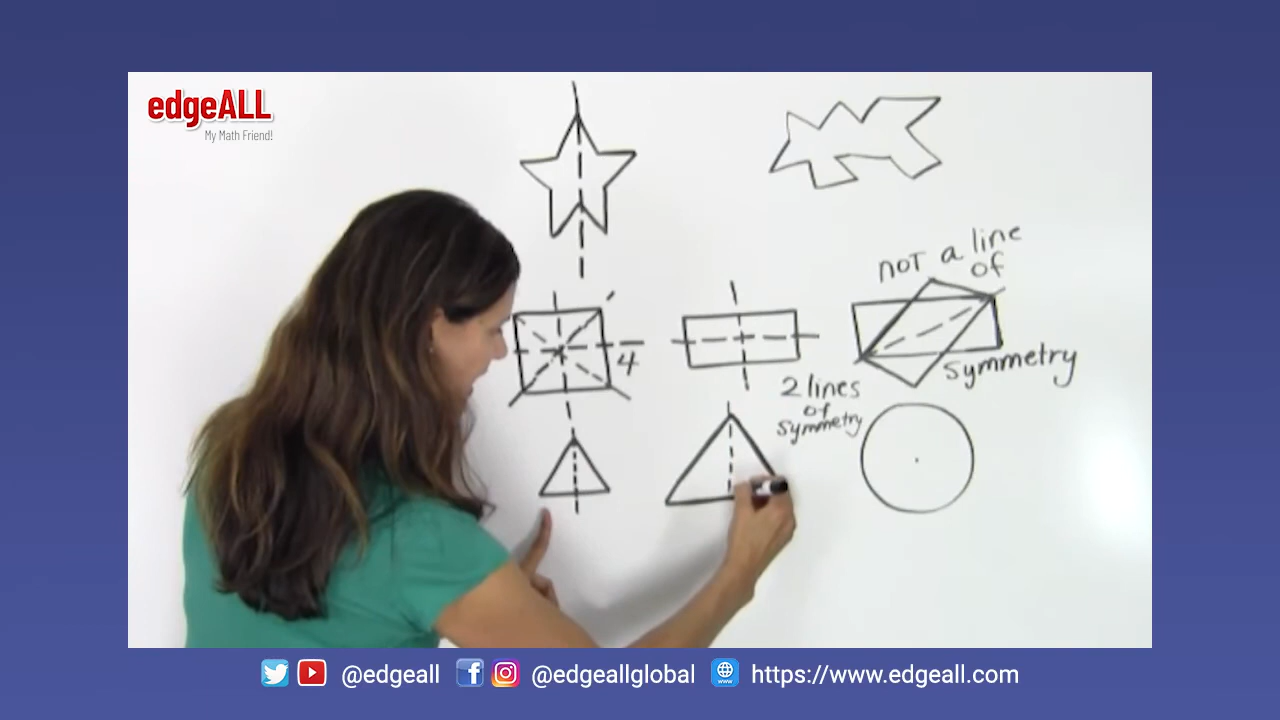 edgeALL
My Math Friend!
not a line
of
symmetry
4
2 lines
of
symmetry
@edgeall
@edgeallglobal
https://www.edgeall.com